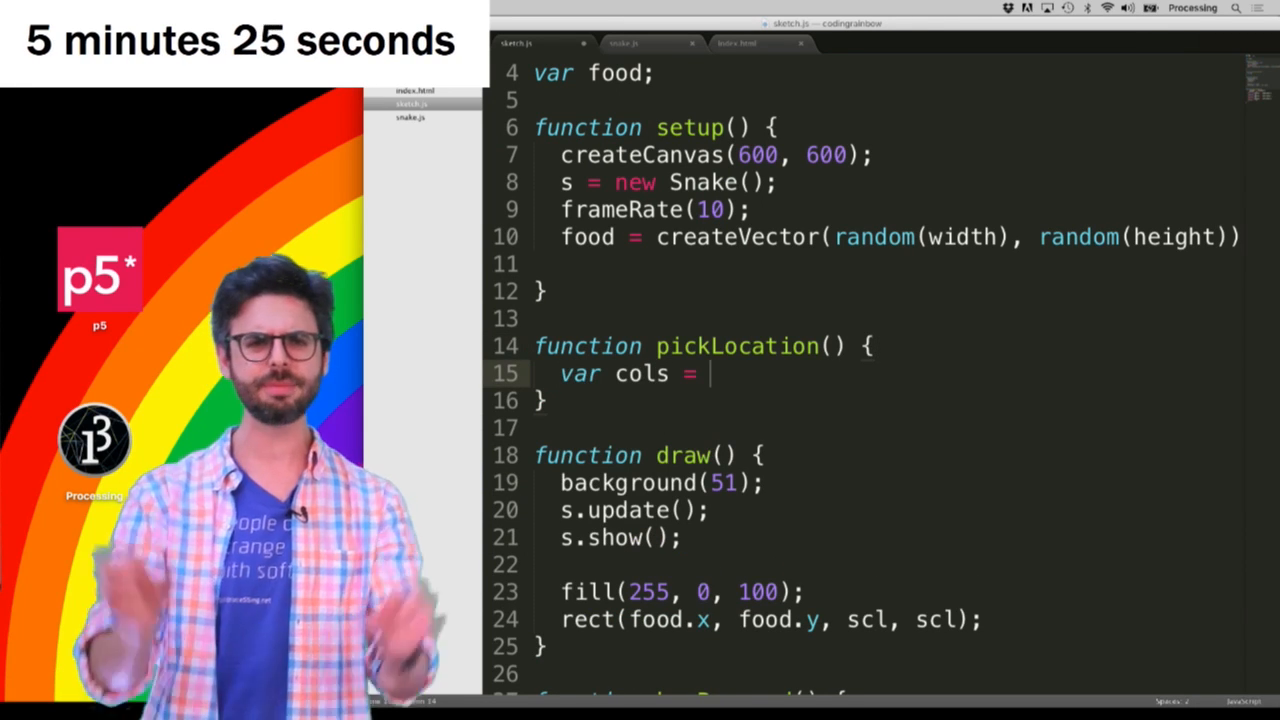 5 minutes 25 seconds
Processing
sketch.js — codingrainbow
sketch.js
snake.js
index.html
index.html
sketch.js
snake.js
4 var food;
5
6 function setup() {
7 createCanvas(600, 600);
8 s = new Snake();
9 frameRate(10);
10 food = createVector(random(width), random(height))
11
12 }
13
14 function pickLocation() {
15 var cols =
16 }
17
18 function draw() {
19 background(51);
20 s.update();
21 s.show();
22
23 fill(255, 0, 100);
24 rect(food.x, food.y, scl, scl);
25 }
26
p5*
p5
Processing
Spaces: 2
JavaScript